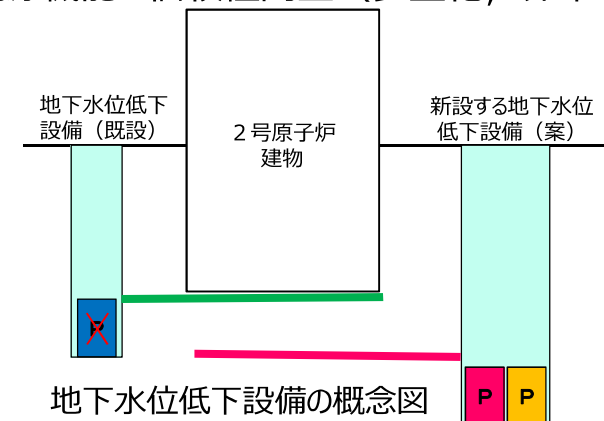 地下水位低下
設備（既設）
２号原子炉
建物
新設する地下水位
低下設備（案）
P
P
P
地下水位低下設備の概念図